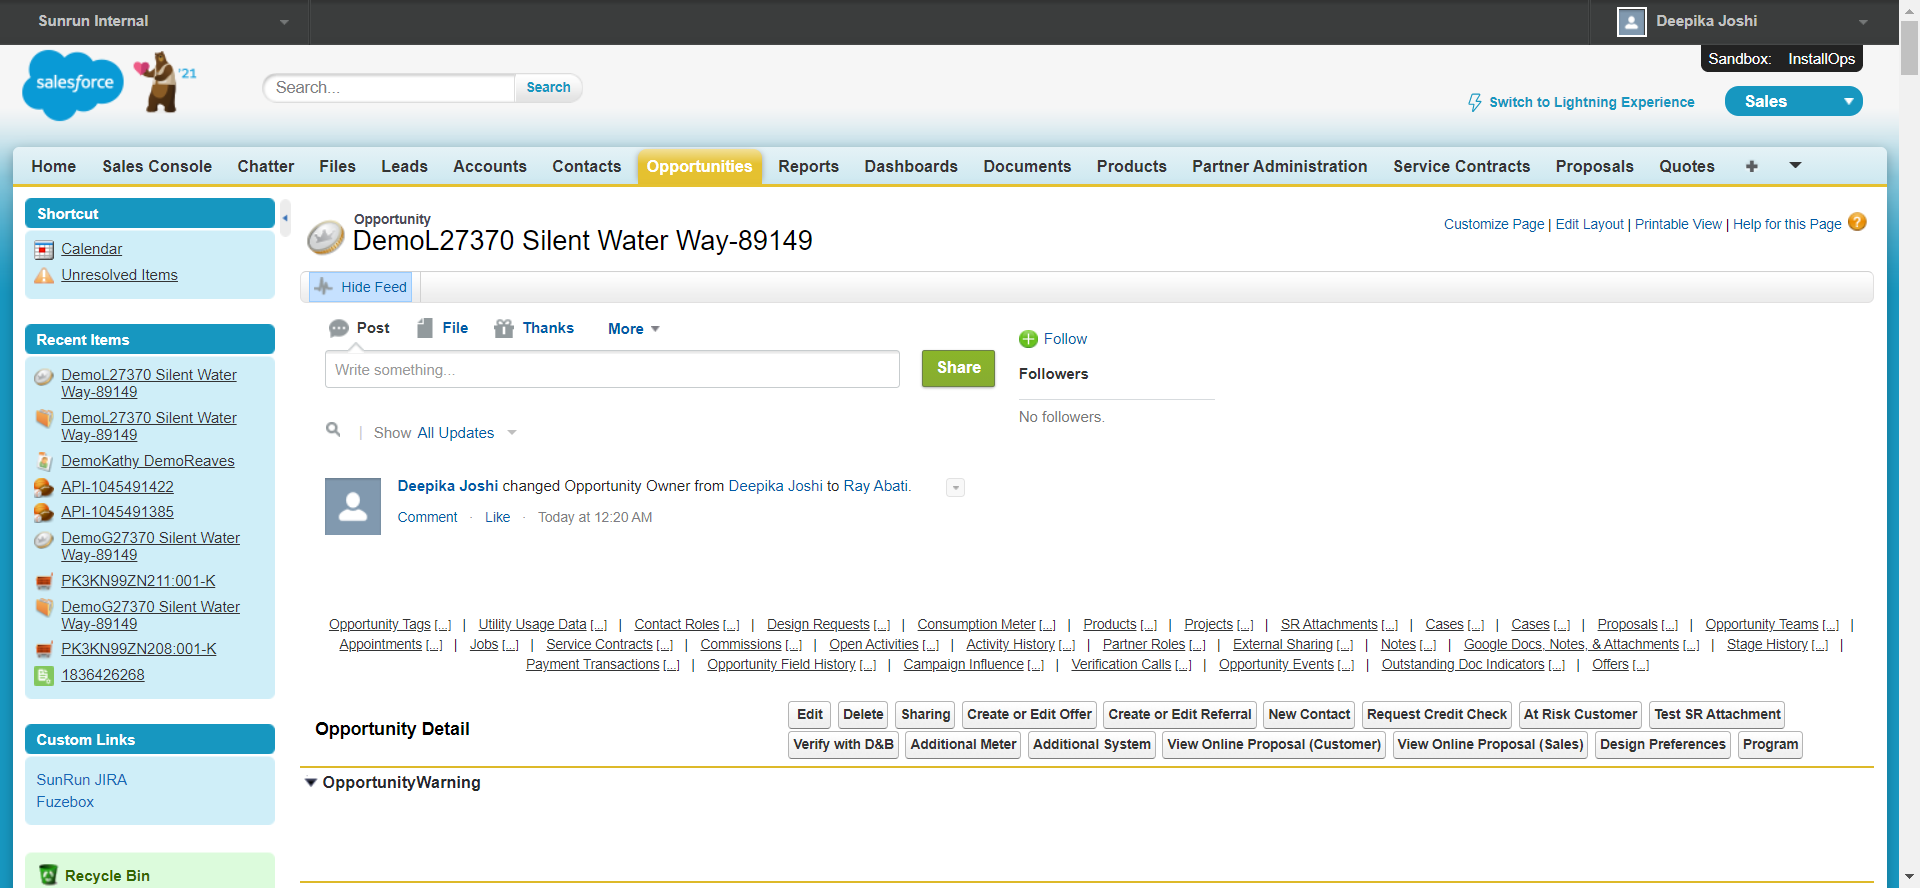 Sunrun Internal
Deepika Joshi
Sandbox: InstallOps
salesforce
'21
Search...
Search
Switch to Lightning Experience
Sales
Home Sales Console Chatter Files Leads Accounts Contacts Opportunities Reports Dashboards Documents Products Partner Administration Service Contracts Proposals Quotes +
Shortcut
Calendar
Unresolved Items
Recent Items
DemoL27370 Silent Water
Way-89149
DemoL27370 Silent Water
Way-89149
DemoKathy DemoReaves
API-1045491422
API-1045491385
DemoG27370 Silent Water
Way-89149
PK3KN99ZN211:001-K
DemoG27370 Silent Water
Way-89149
PK3KN99ZN208:001-K
1836426268
Custom Links
SunRun JIRA
Fuzebox
Recycle Bin
Opportunity
DemoL27370 Silent Water Way-89149
Customize Page | Edit Layout | Printable View | Help for this Page ?
Hide Feed
Post File Thanks More
Write something...
Share
Follow
Followers
No followers.
| Show All Updates
Deepika Joshi changed Opportunity Owner from Deepika Joshi to Ray Abati.
Comment · Like · Today at 12:20 AM
Opportunity Tags [...] | Utility Usage Data [...] | Contact Roles [...] | Design Requests [...] | Consumption Meter [...] | Products [...] | Projects [...] | SR Attachments [...] | Cases [...] | Cases [...] | Proposals [...] | Opportunity Teams [...] |
Appointments [...] | Jobs [...] | Service Contracts [...] | Commissions [...] | Open Activities [...] | Activity History [...] | Partner Roles [...] | External Sharing [...] | Notes [...] | Google Docs, Notes, & Attachments [...] | Stage History [...] |
Payment Transactions [...] | Opportunity Field History [...] | Campaign Influence [...] | Verification Calls [...] | Opportunity Events [...] | Outstanding Doc Indicators [...] | Offers [...]
Opportunity Detail
Edit Delete Sharing Create or Edit Offer Create or Edit Referral New Contact Request Credit Check At Risk Customer Test SR Attachment
Verify with D&B Additional Meter Additional System View Online Proposal (Customer) View Online Proposal (Sales) Design Preferences Program
OpportunityWarning